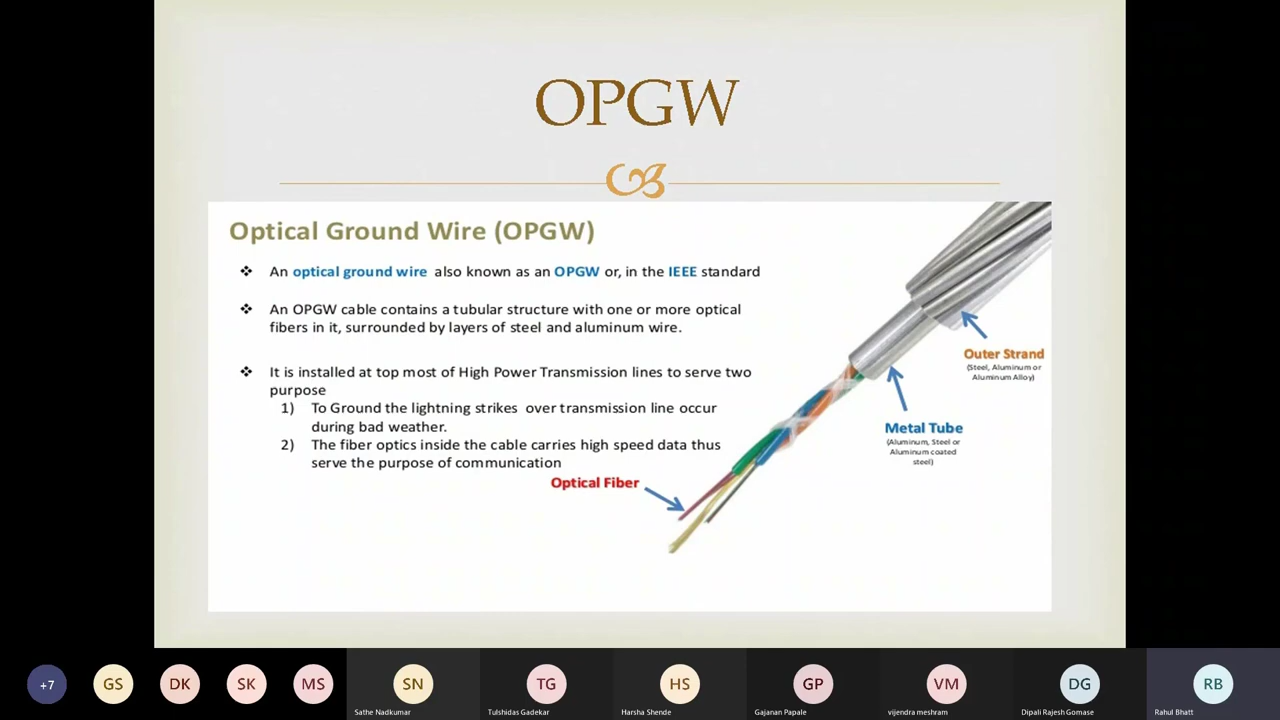 OPGW
Optical Ground Wire (OPGW)
❖ An optical ground wire also known as an OPGW or, in the IEEE standard
❖ An OPGW cable contains a tubular structure with one or more optical
fibers in it, surrounded by layers of steel and aluminum wire.
❖ It is installed at top most of High Power Transmission lines to serve two
purpose
1) To Ground the lightning strikes over transmission line occur
during bad weather.
2) The fiber optics inside the cable carries high speed data thus
serve the purpose of communication
Optical Fiber
Outer Strand
(Steel, Aluminum or
Aluminum Alloy)
Metal Tube
(Aluminum, Steel or
Aluminum coated
steel)
+7
GS
DK
SK
MS
SN
Sathe Nadkumar
TG
Tulshidas Gadekar
HS
Harsha Shende
GP
Gajanan Papale
VM
vijendra meshram
DG
Dipali Rajesh Gomase
RB
Rahul Bhatt